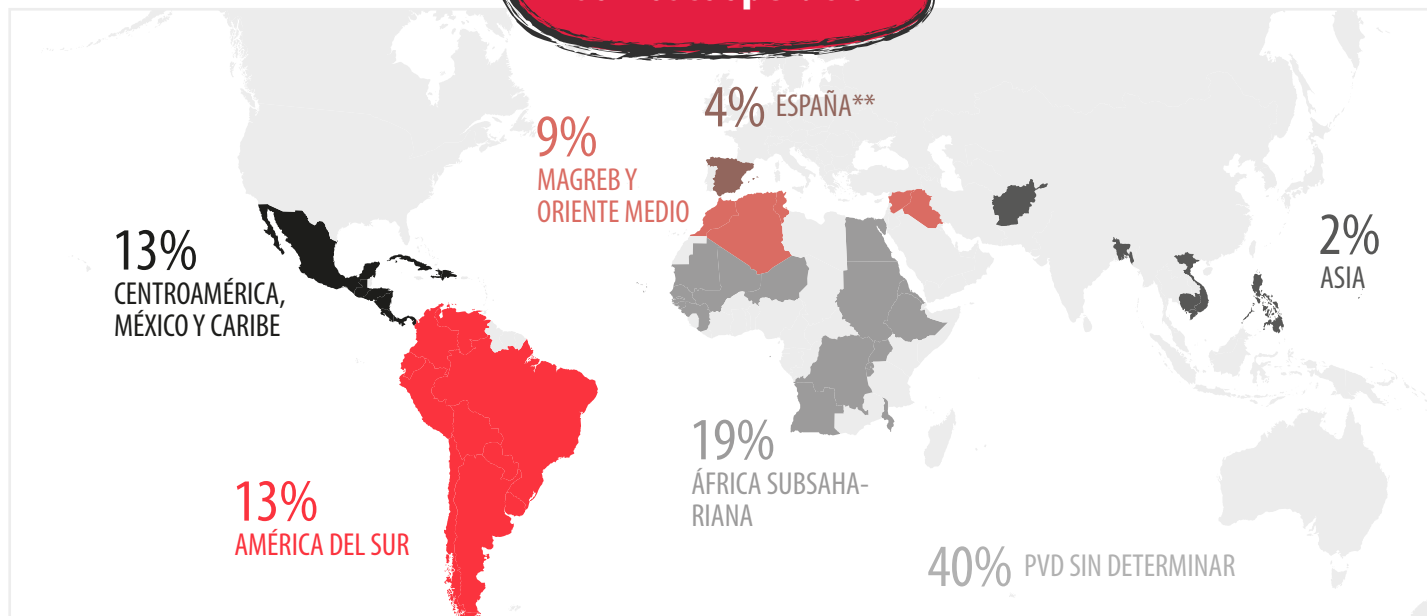 4% ESPAÑA**
9%
MAGREB Y
ORIENTE MEDIO
13%
CENTROAMÉRICA,
MÉXICO Y CARIBE
2%
ASIA
19%
ÁFRICA SUBSAHA-
RIANA
13%
AMÉRICA DEL SUR
40% PVD SIN DETERMINAR